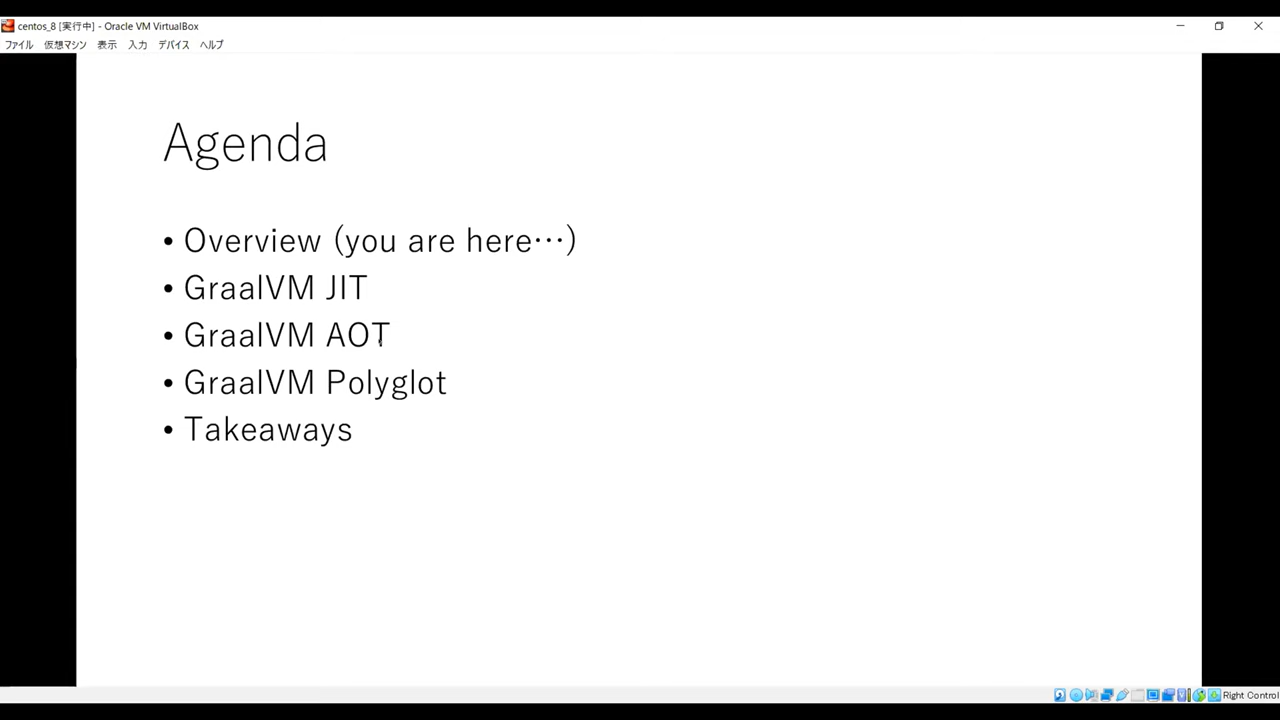 centos_8 [実行中] - Oracle VM VirtualBox
ファイル 仮想マシン 表示 入力 デバイス ヘルプ
Agenda
• Overview (you are here…)
• GraalVM JIT
• GraalVM AOT
• GraalVM Polyglot
• Takeaways
Right Control